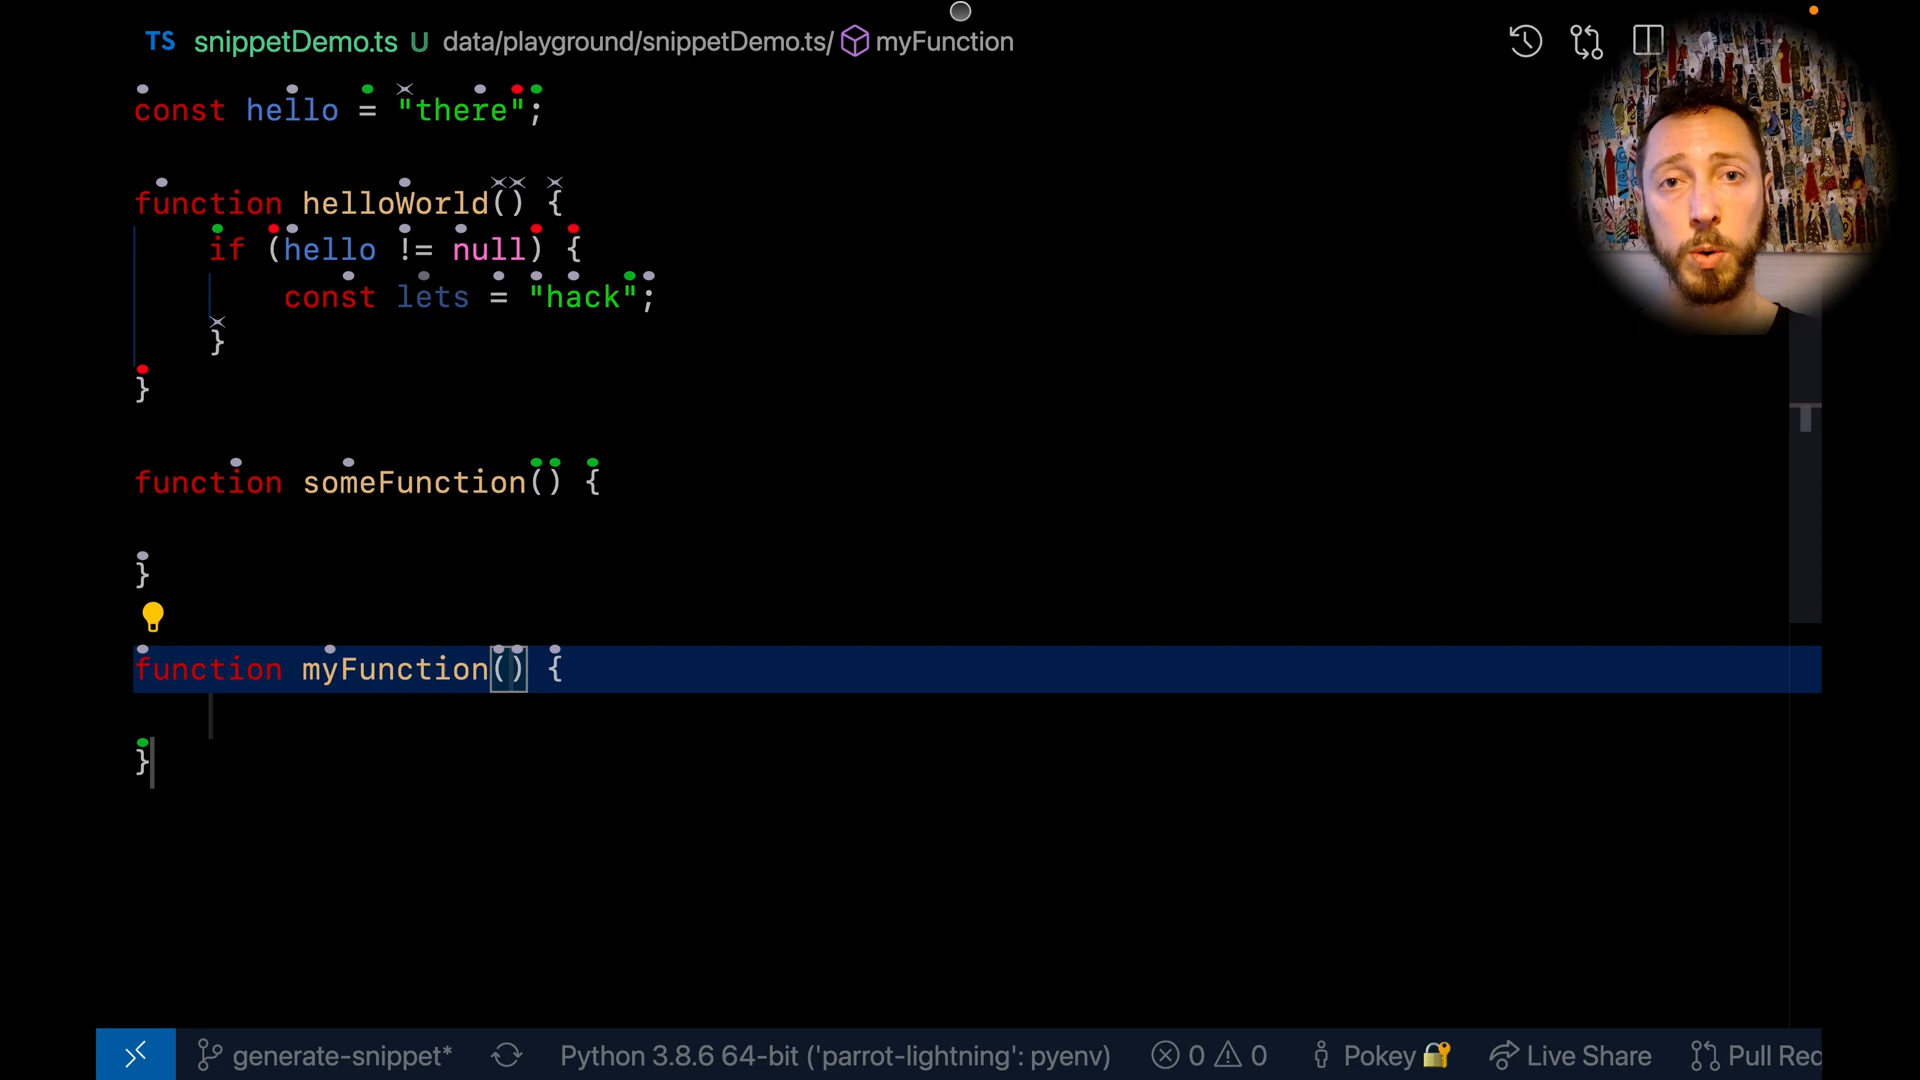 TS snippetDemo.ts U data/playground/snippetDemo.ts/ myFunction
const hello = "there";
function helloWorld() {
if (hello != null) {
const lets = "hack";
}
}
function someFunction() {
}
function myFunction() {
}
generate-snippet* Python 3.8.6 64-bit ('parrot-lightning': pyenv) 0 0 Pokey Live Share Pull Rec